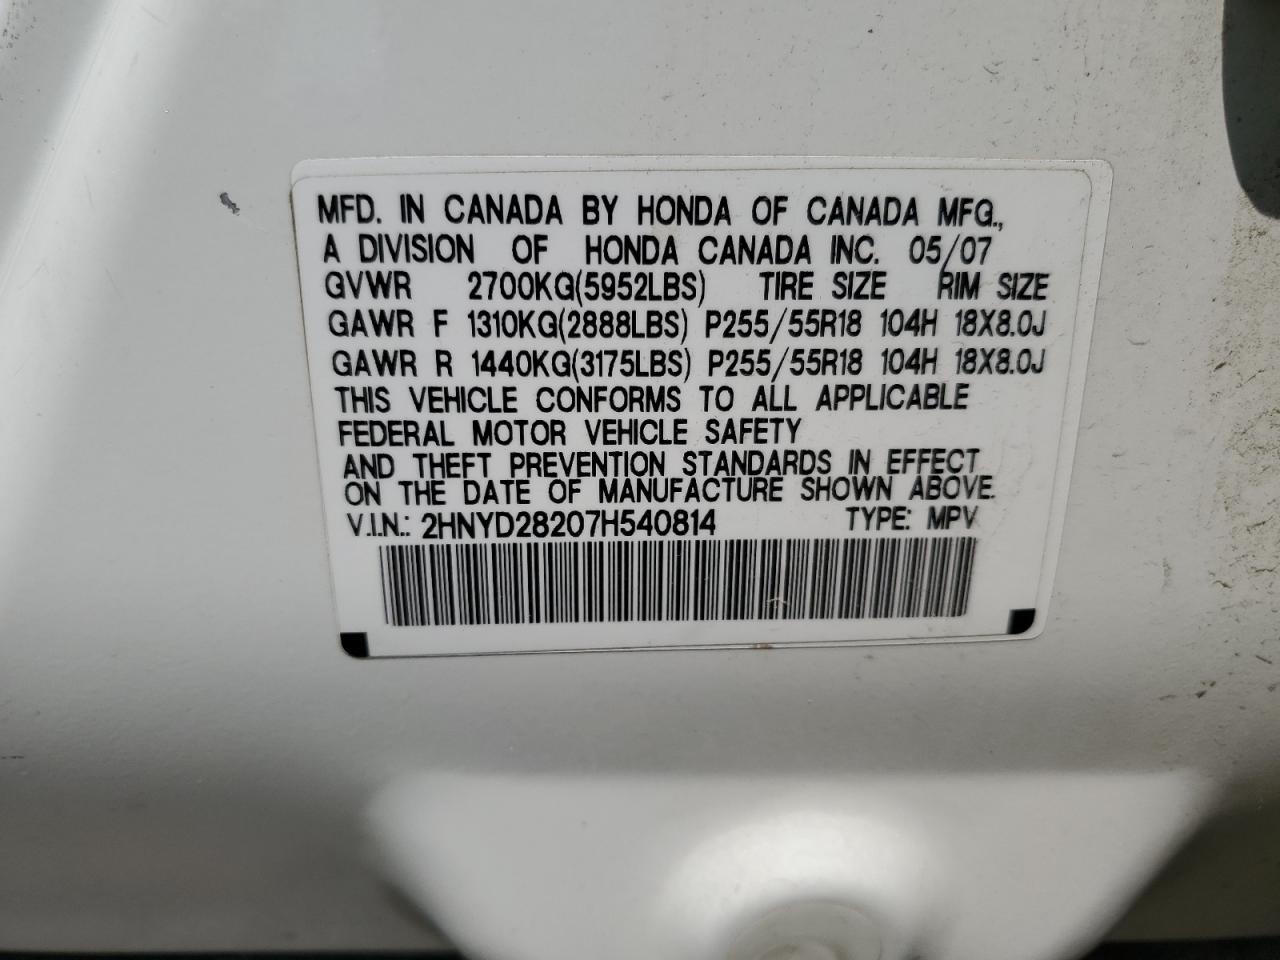 MFD. IN CANADA BY HONDA OF CANADA MFG.,
A DIVISION OF HONDA CANADA INC. 05/07
GVWR 2700KG(5952LBS) TIRE SIZE RIM SIZE
GAWR F 1310KG(2888LBS) P255/55R18 104H 18X8.0J
GAWR R 1440KG(3175LBS) P255/55R18 104H 18X8.0J
THIS VEHICLE CONFORMS TO ALL APPLICABLE
FEDERAL MOTOR VEHICLE SAFETY
AND THEFT PREVENTION STANDARDS IN EFFECT
ON THE DATE OF MANUFACTURE SHOWN ABOVE.
V.I.N.: 2HNYD28207H540814 TYPE: MPV